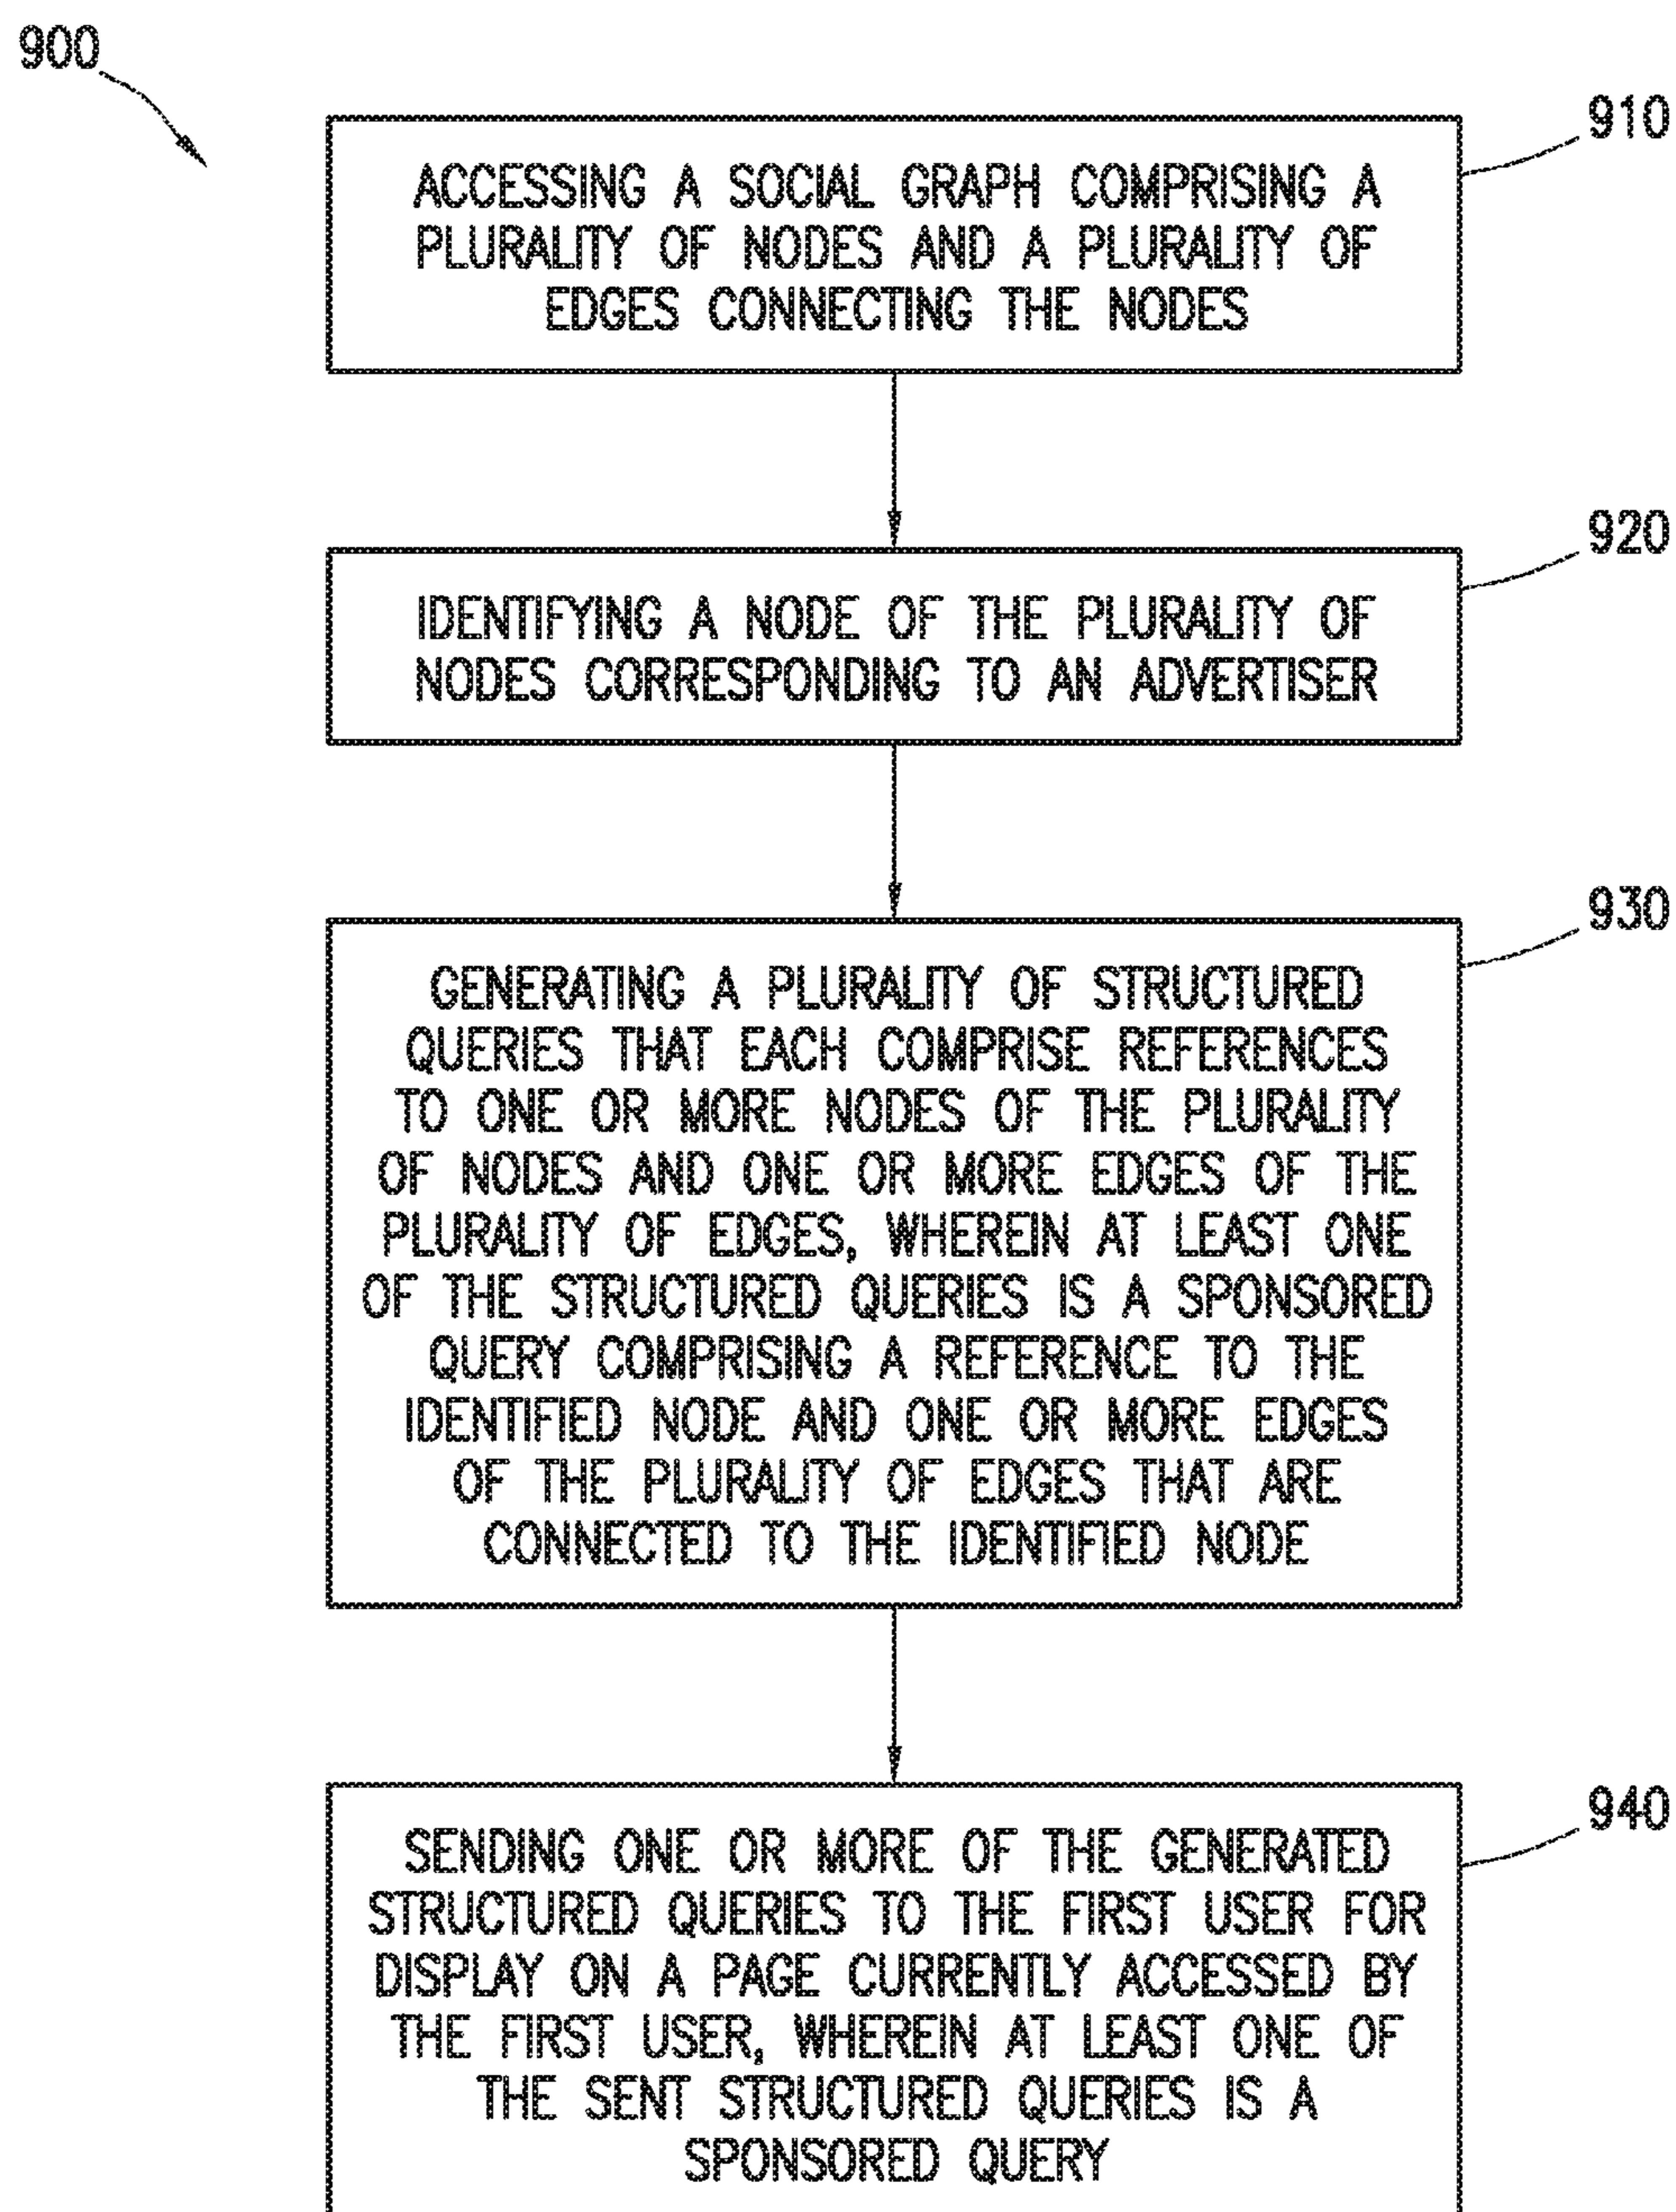 900
910
ACCESSING A SOCIAL GRAPH COMPRISING A
PLURALITY OF NODES AND A PLURALITY OF
EDGES CONNECTING THE NODES
920
IDENTIFYING A NODE OF THE PLURALITY OF
NODES CORRESPONDING TO AN ADVERTISER
930
GENERATING A PLURALITY OF STRUCTURED
QUERIES THAT EACH COMPRISE REFERENCES
TO ONE OR MORE NODES OF THE PLURALITY
OF NODES AND ONE OR MORE EDGES OF THE
PLURALITY OF EDGES, WHEREIN AT LEAST ONE
OF THE STRUCTURED QUERIES IS A SPONSORED
QUERY COMPRISING A REFERENCE TO THE
IDENTIFIED NODE AND ONE OR MORE EDGES
OF THE PLURALITY OF EDGES THAT ARE
CONNECTED TO THE IDENTIFIED NODE
940
SENDING ONE OR MORE OF THE GENERATED
STRUCTURED QUERIES TO THE FIRST USER FOR
DISPLAY ON A PAGE CURRENTLY ACCESSED BY
THE FIRST USER, WHEREIN AT LEAST ONE OF
THE SENT STRUCTURED QUERIES IS A
SPONSORED QUERY